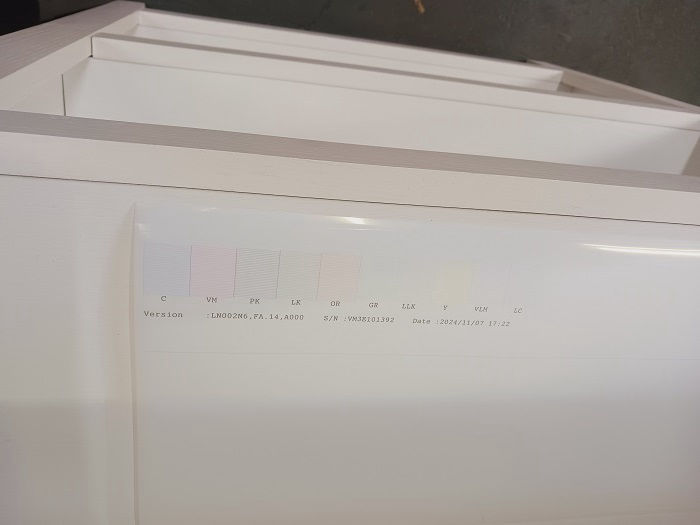 C VM PK LK OR GR LLK Y VLM LC
Version :LN002N6,FA.14,A000 S/N :VM3E101392 Date :2024/11/07 17:22